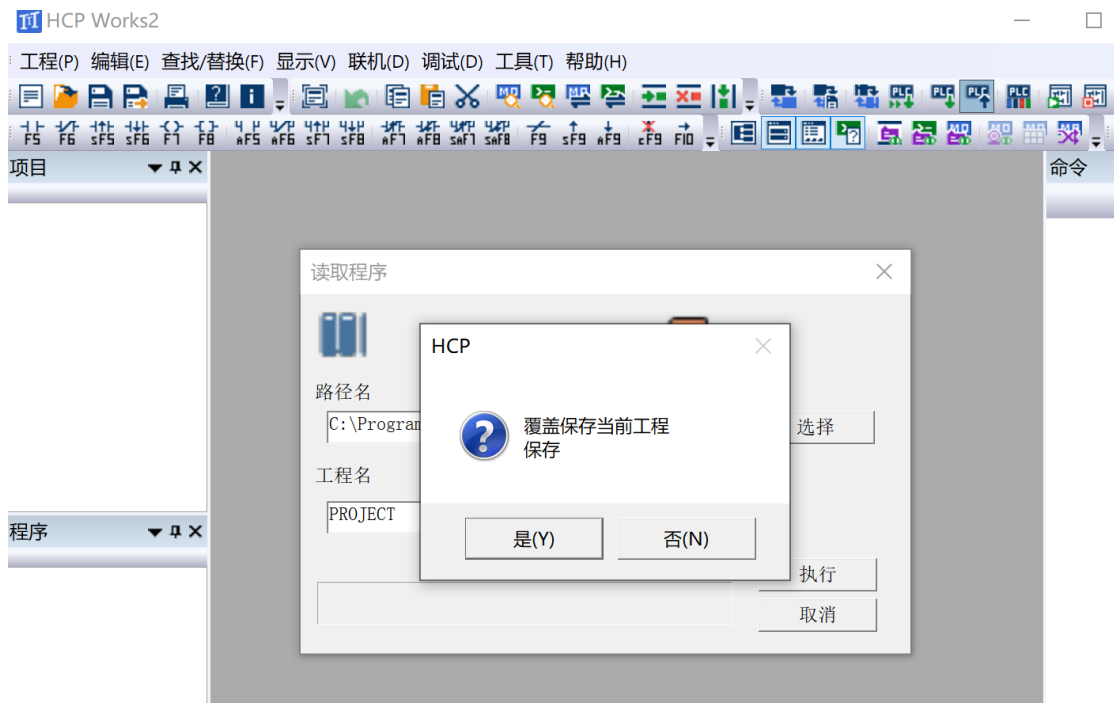 HCP Works2
工程(P) 编辑(E) 查找/替换(F) 显示(V) 联机(D) 调试(D) 工具(T) 帮助(H)
F5 F6 sF5 sF6 F7 F8 aF5 aF6 sF7 sF8 aF7 aF8 saF7 saF8 F9 sF9 aF9 cF9 F10
项目
命令
读取程序
HCP
路径名
C:\Program
覆盖保存当前工程
保存
选择
工程名
PROJECT
是(Y) 否(N)
程序
执行
取消